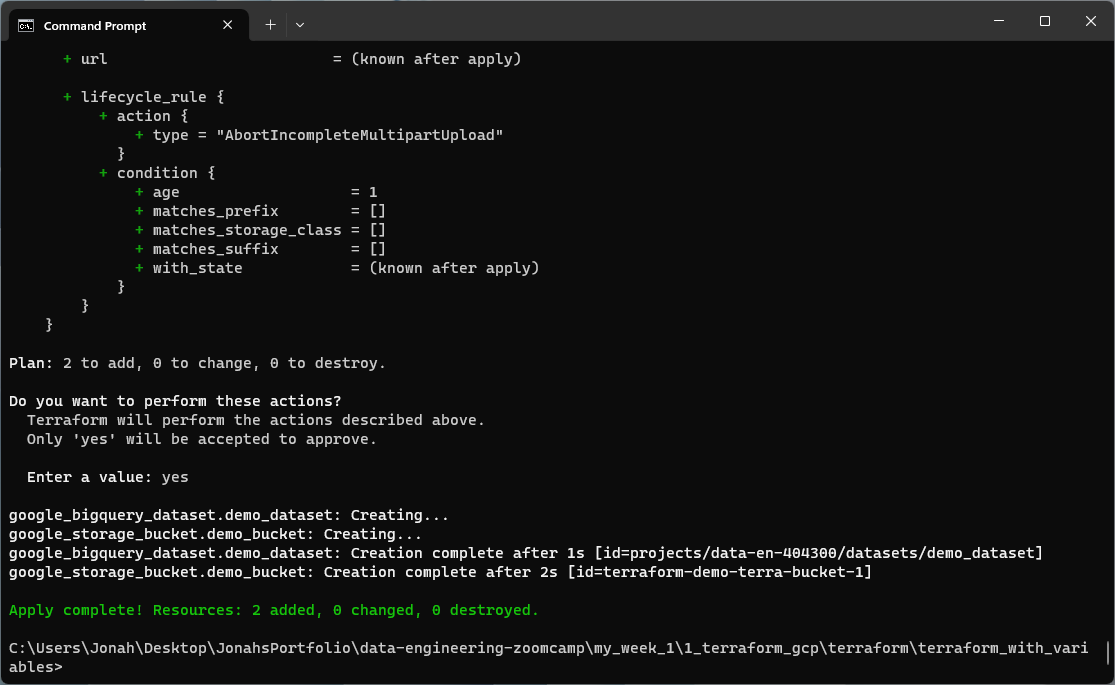 Command Prompt
+ url = (known after apply)
+ lifecycle_rule {
+ action {
+ type = "AbortIncompleteMultipartUpload"
}
+ condition {
+ age = 1
+ matches_prefix = []
+ matches_storage_class = []
+ matches_suffix = []
+ with_state = (known after apply)
}
}
}
Plan: 2 to add, 0 to change, 0 to destroy.
Do you want to perform these actions?
Terraform will perform the actions described above.
Only 'yes' will be accepted to approve.
Enter a value: yes
google_bigquery_dataset.demo_dataset: Creating...
google_storage_bucket.demo_bucket: Creating...
google_bigquery_dataset.demo_dataset: Creation complete after 1s [id=projects/data-en-404300/datasets/demo_dataset]
google_storage_bucket.demo_bucket: Creation complete after 2s [id=terraform-demo-terra-bucket-1]
Apply complete! Resources: 2 added, 0 changed, 0 destroyed.
C:\Users\Jonah\Desktop\JonahsPortfolio\data-engineering-zoomcamp\my_week_1\1_terraform_gcp\terraform\terraform_with_vari
ables>